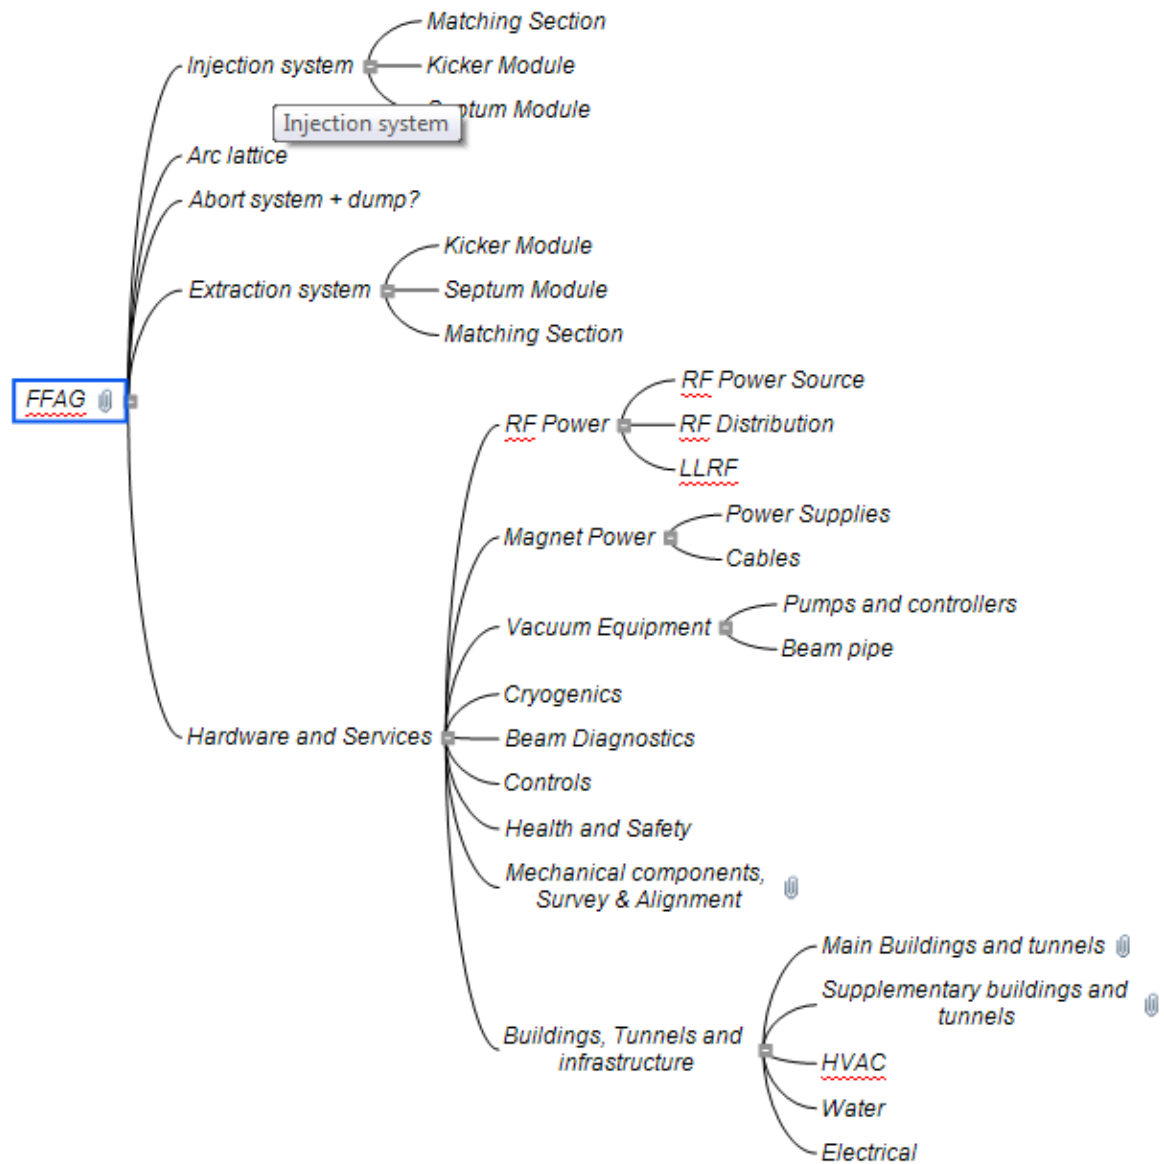 Matching Section
Injection system
Kicker Module
Septum Module
Injection system
Arc lattice
Abort system + dump?
Kicker Module
Extraction system
Septum Module
Matching Section
FFAG
RF Power Source
RF Power
RF Distribution
LLRF
Power Supplies
Magnet Power
Cables
Pumps and controllers
Vacuum Equipment
Beam pipe
Cryogenics
Hardware and Services
Beam Diagnostics
Controls
Health and Safety
Mechanical components,
Survey & Alignment
Main Buildings and tunnels
Supplementary buildings and
tunnels
Buildings, Tunnels and
infrastructure
HVAC
Water
Electrical